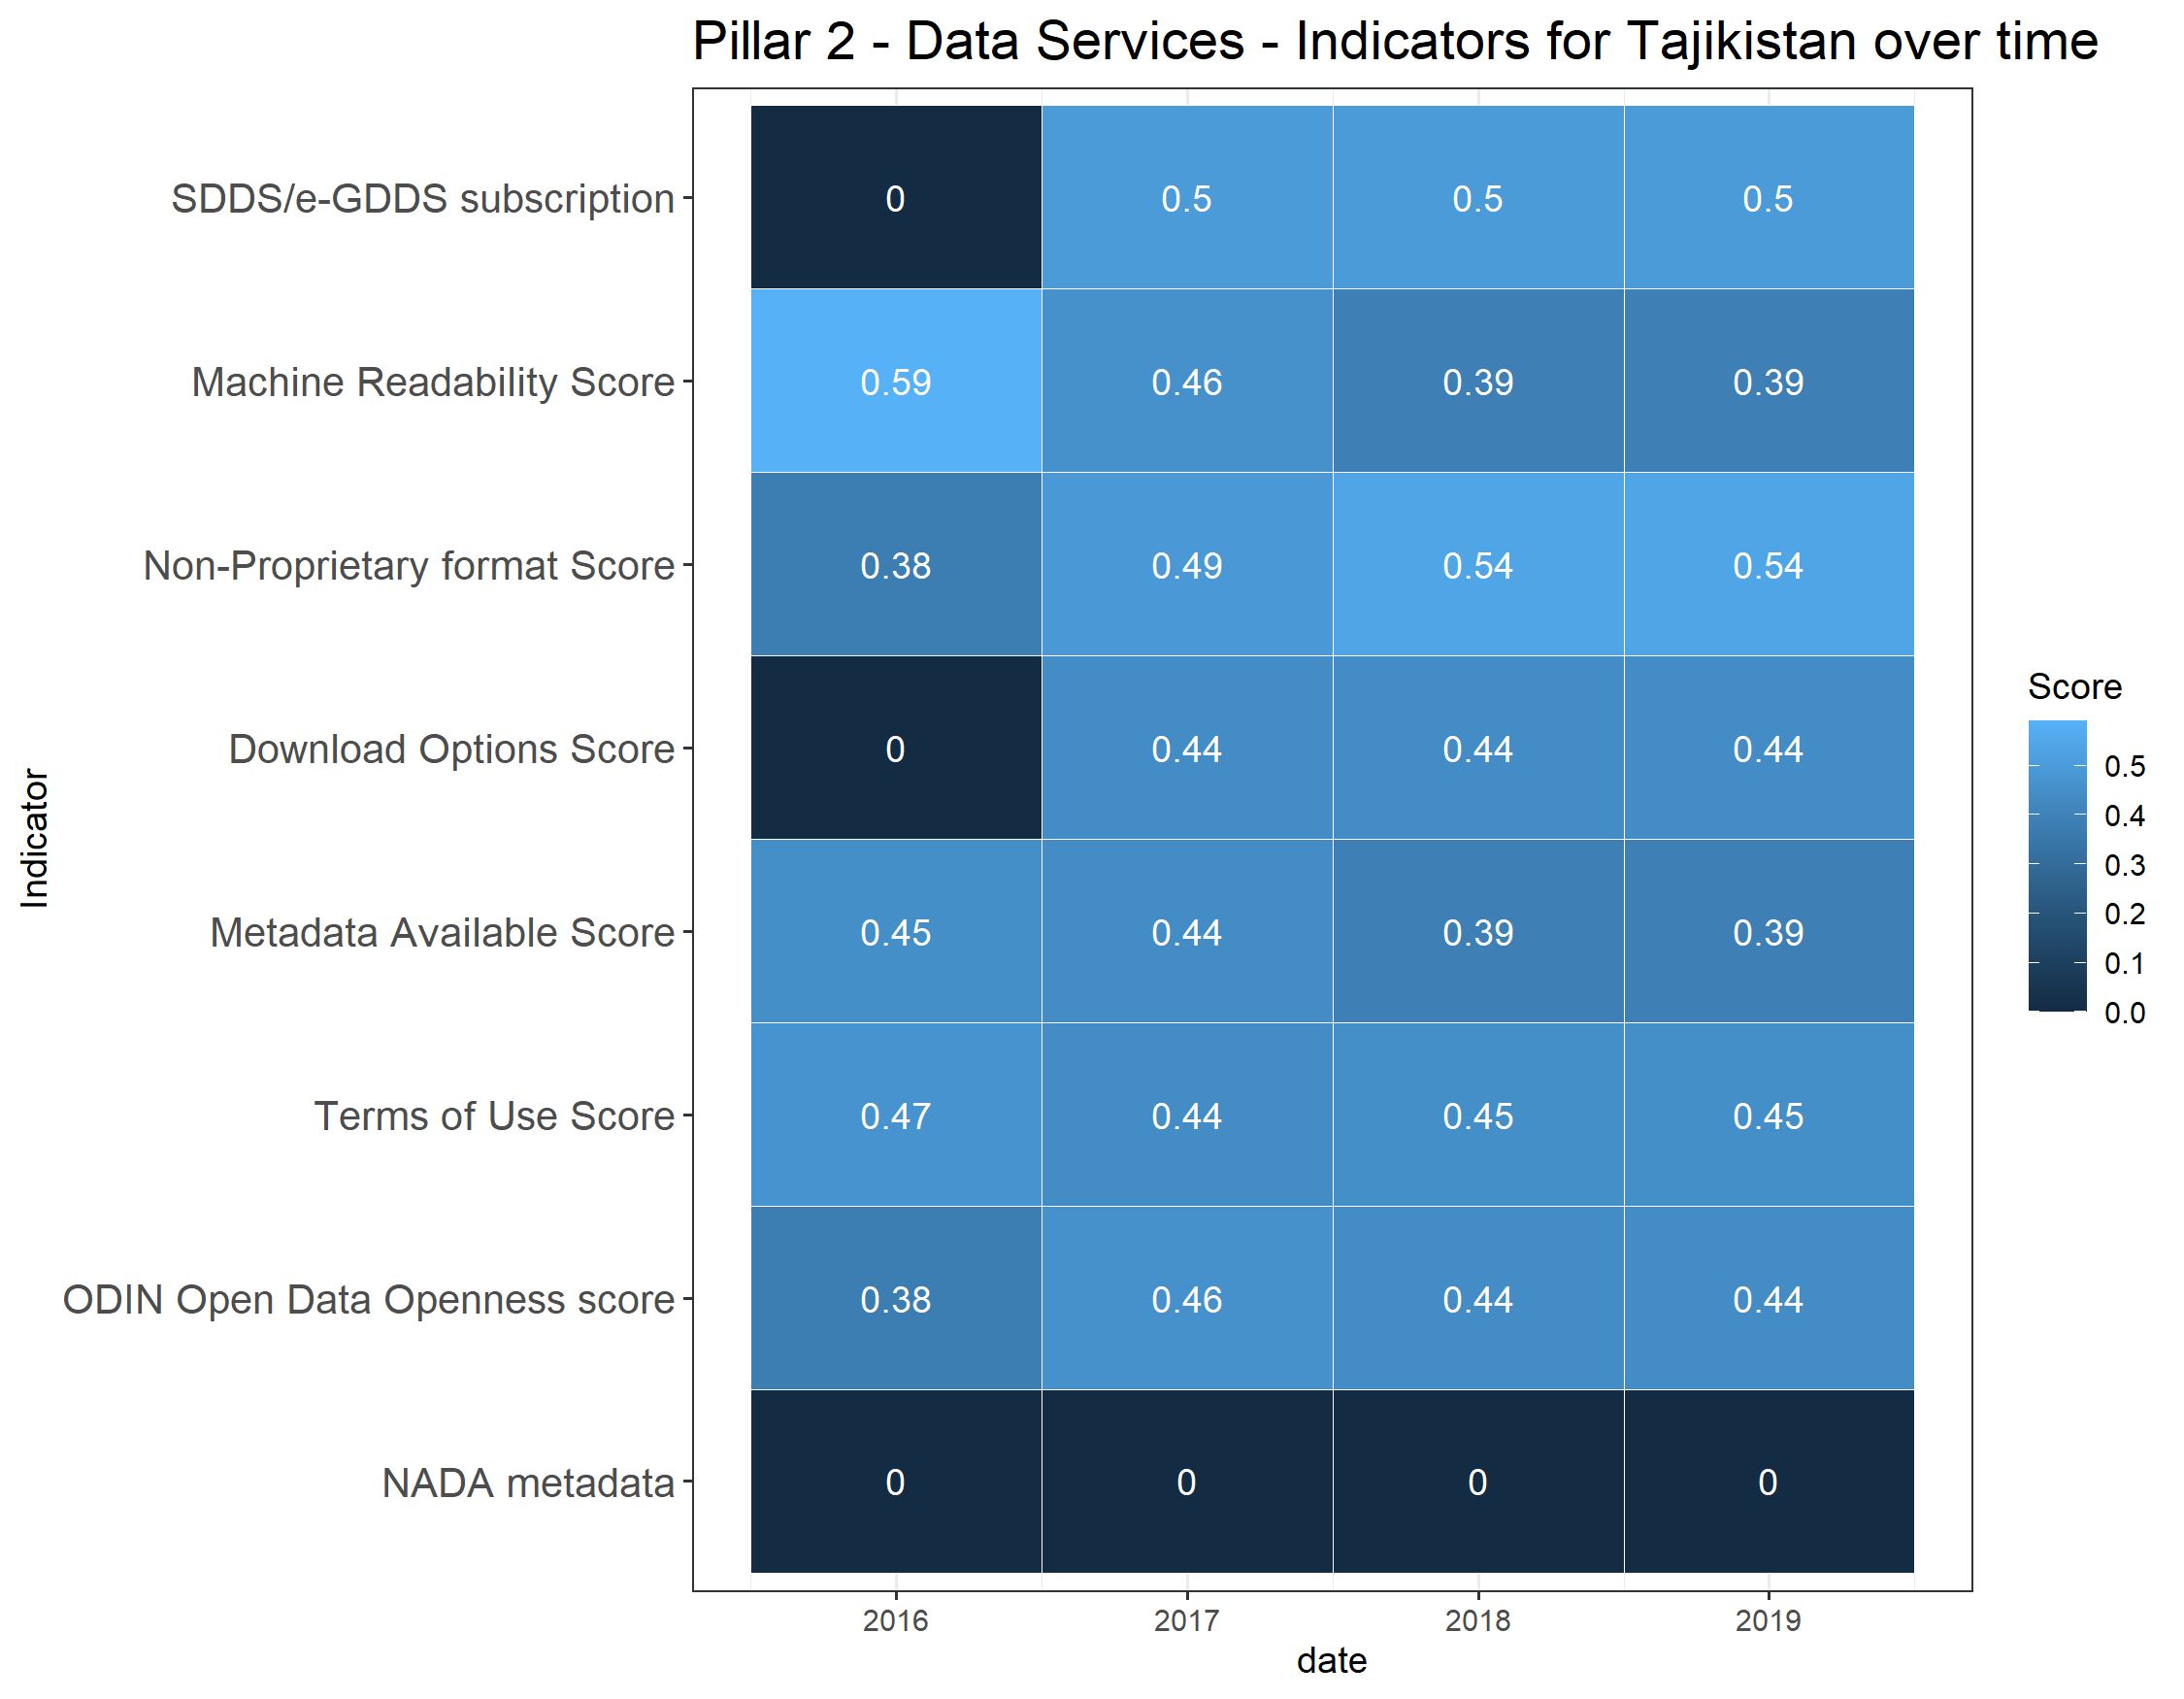 Pillar 2 - Data Services - Indicators for Tajikistan over time
SDDS/e-GDDS subscription 0 0.5 0.5 0.5
Machine Readability Score 0.59 0.46 0.39 0.39
Non-Proprietary format Score 0.38 0.49 0.54 0.54
Download Options Score 0 0.44 0.44 0.44
Metadata Available Score 0.45 0.44 0.39 0.39
Terms of Use Score 0.47 0.44 0.45 0.45
ODIN Open Data Openness score 0.38 0.46 0.44 0.44
NADA metadata 0 0 0 0
2016 2017 2018 2019
date
Indicator
Score
0.5
0.4
0.3
0.2
0.1
0.0